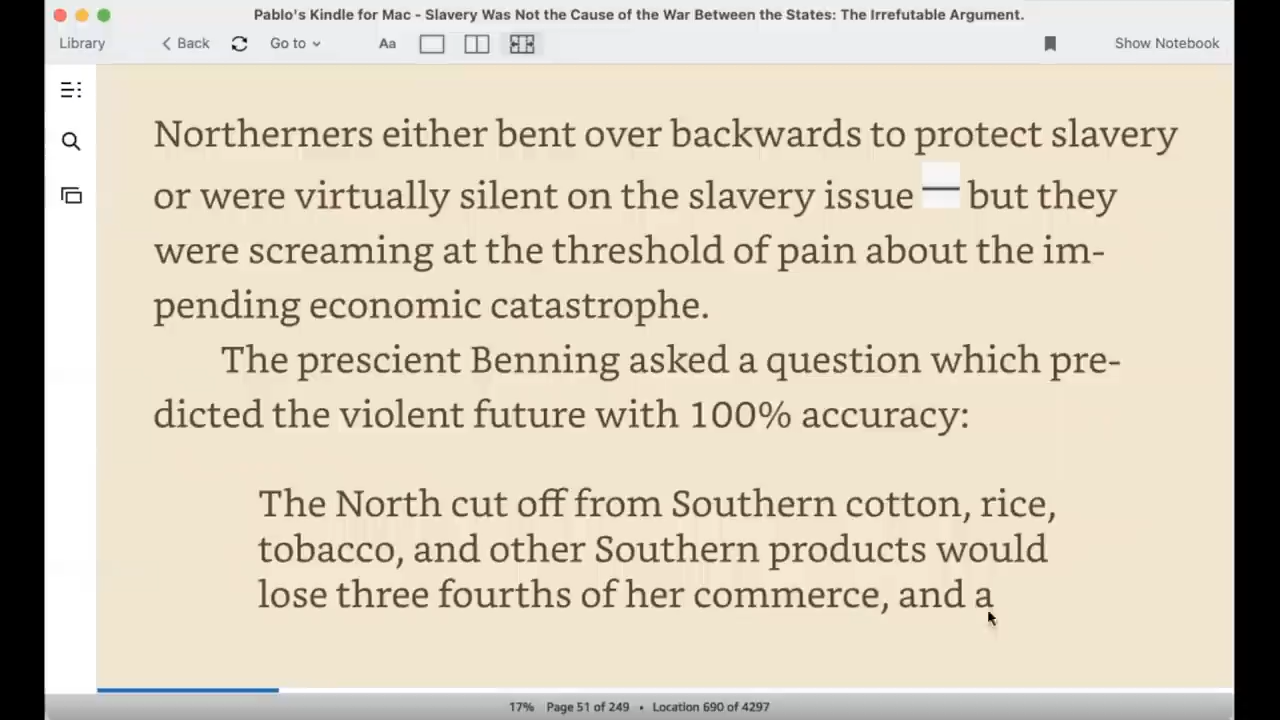 Pablo's Kindle for Mac - Slavery Was Not the Cause of the War Between the States: The Irrefutable Argument.
Library Back Go to Aa Show Notebook
Northerners either bent over backwards to protect slavery
or were virtually silent on the slavery issue — but they
were screaming at the threshold of pain about the im-
pending economic catastrophe.
The prescient Benning asked a question which pre-
dicted the violent future with 100% accuracy:
The North cut off from Southern cotton, rice,
tobacco, and other Southern products would
lose three fourths of her commerce, and a
17% Page 51 of 249 • Location 690 of 4297